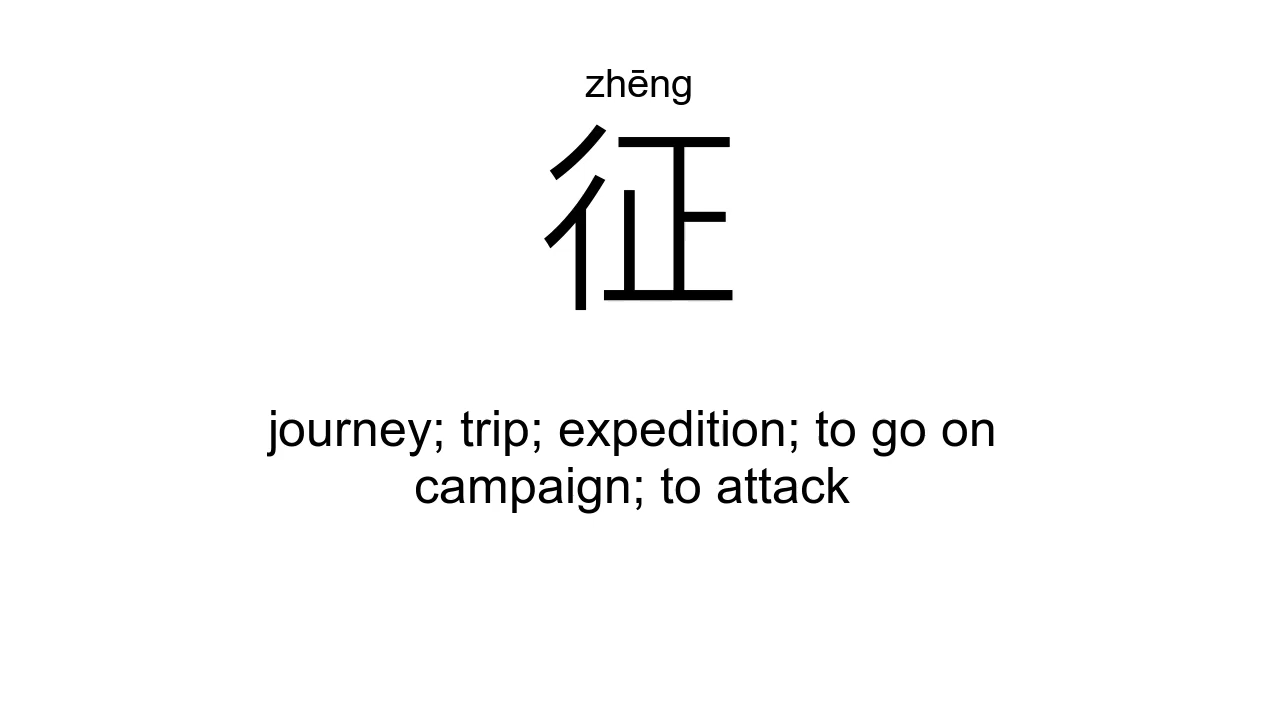 zhēng
征
journey; trip; expedition; to go on
campaign; to attack